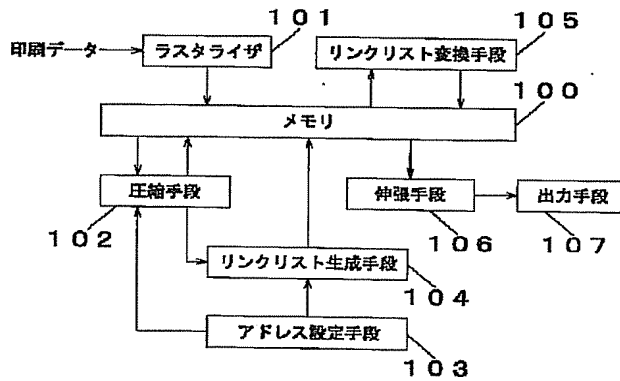 101
105
印刷データ
ラスタライザ
リンクリスト変換手段
100
メモリ
圧縮手段
伸張手段
出力手段
102
106
107
リンクリスト生成手段
104
アドレス設定手段
103